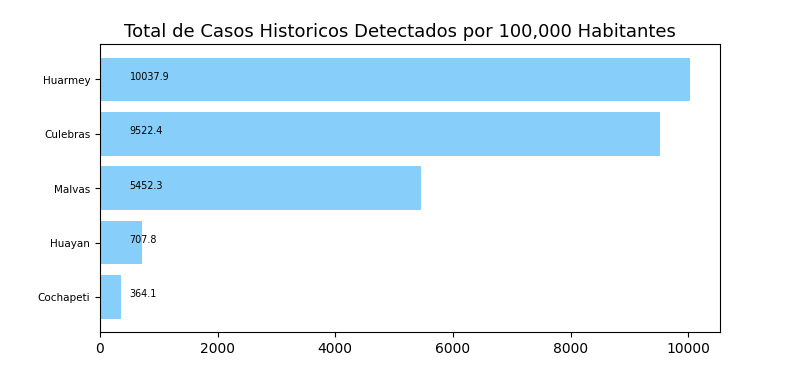 Total de Casos Historicos Detectados por 100,000 Habitantes
Huarmey 10037.9
Culebras 9522.4
Malvas 5452.3
Huayan 707.8
Cochapeti 364.1
0 2000 4000 6000 8000 10000